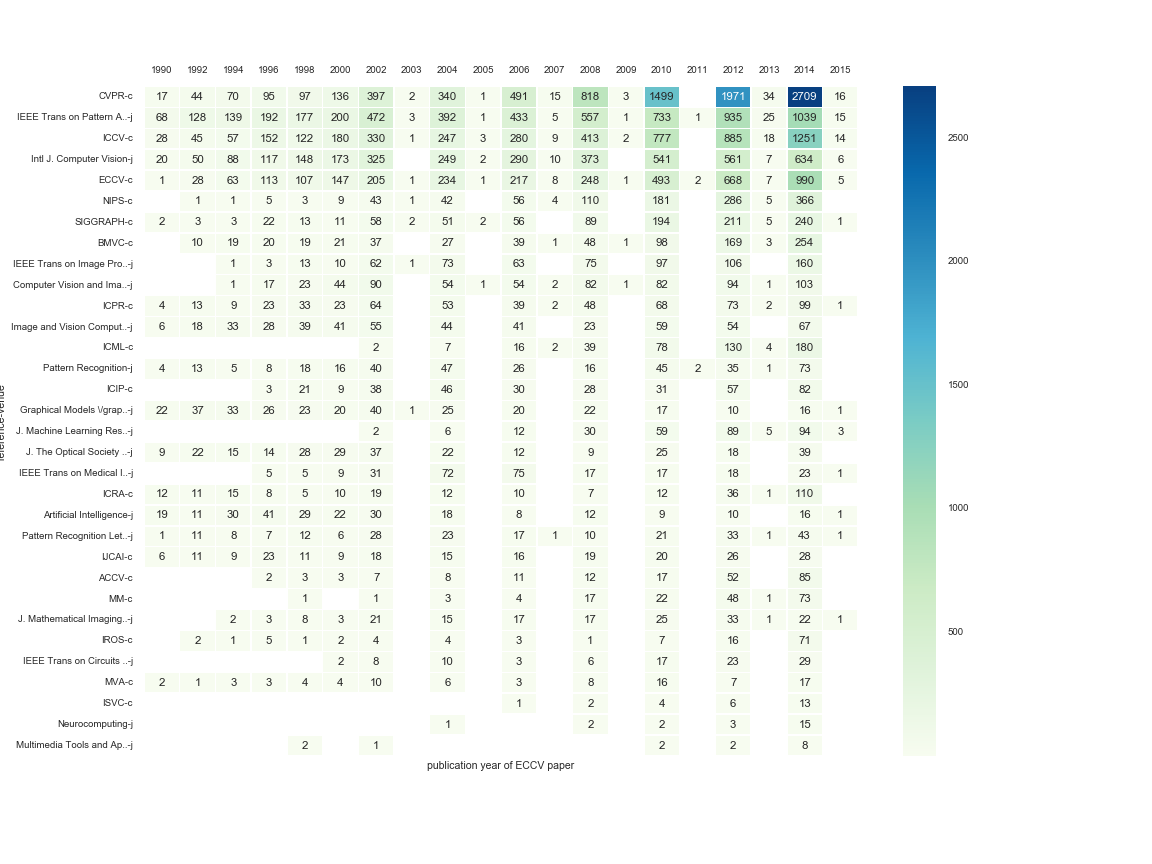 1990 1992 1994 1996 1998 2000 2002 2003 2004 2005 2006 2007 2008 2009 2010 2011 2012 2013 2014 2015
CVPR-c 17 44 70 95 97 136 397 2 340 1 491 15 818 3 1499 1971 34 2709 16
IEEE Trans on Pattern A..-j 68 128 139 192 177 200 472 3 392 1 433 5 557 1 733 1 935 25 1039 15
ICCV-c 28 45 57 152 122 180 330 1 247 3 280 9 413 2 777 885 18 1251 14
Intl J. Computer Vision-j 20 50 88 117 148 173 325 249 2 290 10 373 541 561 7 634 6
ECCV-c 1 28 63 113 107 147 205 1 234 1 217 8 248 1 493 2 668 7 990 5
NIPS-c 1 1 5 3 9 43 1 42 56 4 110 181 286 5 366
SIGGRAPH-c 2 3 3 22 13 11 58 2 51 2 56 89 194 211 5 240 1
BMVC-c 10 19 20 19 21 37 27 39 1 48 1 98 169 3 254
IEEE Trans on Image Pro..-j 1 3 13 10 62 1 73 63 75 97 106 160
Computer Vision and Ima..-j 1 17 23 44 90 54 1 54 2 82 1 82 94 1 103
ICPR-c 4 13 9 23 33 23 64 53 39 2 48 68 73 2 99 1
Image and Vision Comput..-j 6 18 33 28 39 41 55 44 41 23 59 54 67
ICML-c 2 7 16 2 39 78 130 4 180
Pattern Recognition-j 4 13 5 8 18 16 40 47 26 16 45 2 35 1 73
ICIP-c 3 21 9 38 46 30 28 31 57 82
Graphical Models \/grap..-j 22 37 33 26 23 20 40 1 25 20 22 17 10 16 1
J. Machine Learning Res..-j 2 6 12 30 59 89 5 94 3
J. The Optical Society ..-j 9 22 15 14 28 29 37 22 12 9 25 18 39
IEEE Trans on Medical I..-j 5 5 9 31 72 75 17 17 18 23 1
ICRA-c 12 11 15 8 5 10 19 12 10 7 12 36 1 110
Artificial Intelligence-j 19 11 30 41 29 22 30 18 8 12 9 10 16 1
Pattern Recognition Let..-j 1 11 8 7 12 6 28 23 17 1 10 21 33 1 43 1
IJCAI-c 6 11 9 23 11 9 18 15 16 19 20 26 28
ACCV-c 2 3 3 7 8 11 12 17 52 85
MM-c 1 1 3 4 17 22 48 1 73
J. Mathematical Imaging..-j 2 3 8 3 21 15 17 17 25 33 1 22 1
IROS-c 2 1 5 1 2 4 4 3 1 7 16 71
IEEE Trans on Circuits ..-j 2 8 10 3 6 17 23 29
MVA-c 2 1 3 3 4 4 10 6 3 8 16 7 17
ISVC-c 1 2 4 6 13
Neurocomputing-j 1 2 2 3 15
Multimedia Tools and Ap..-j 2 1 2 2 8
publication year of ECCV paper
2500
2000
1500
1000
500